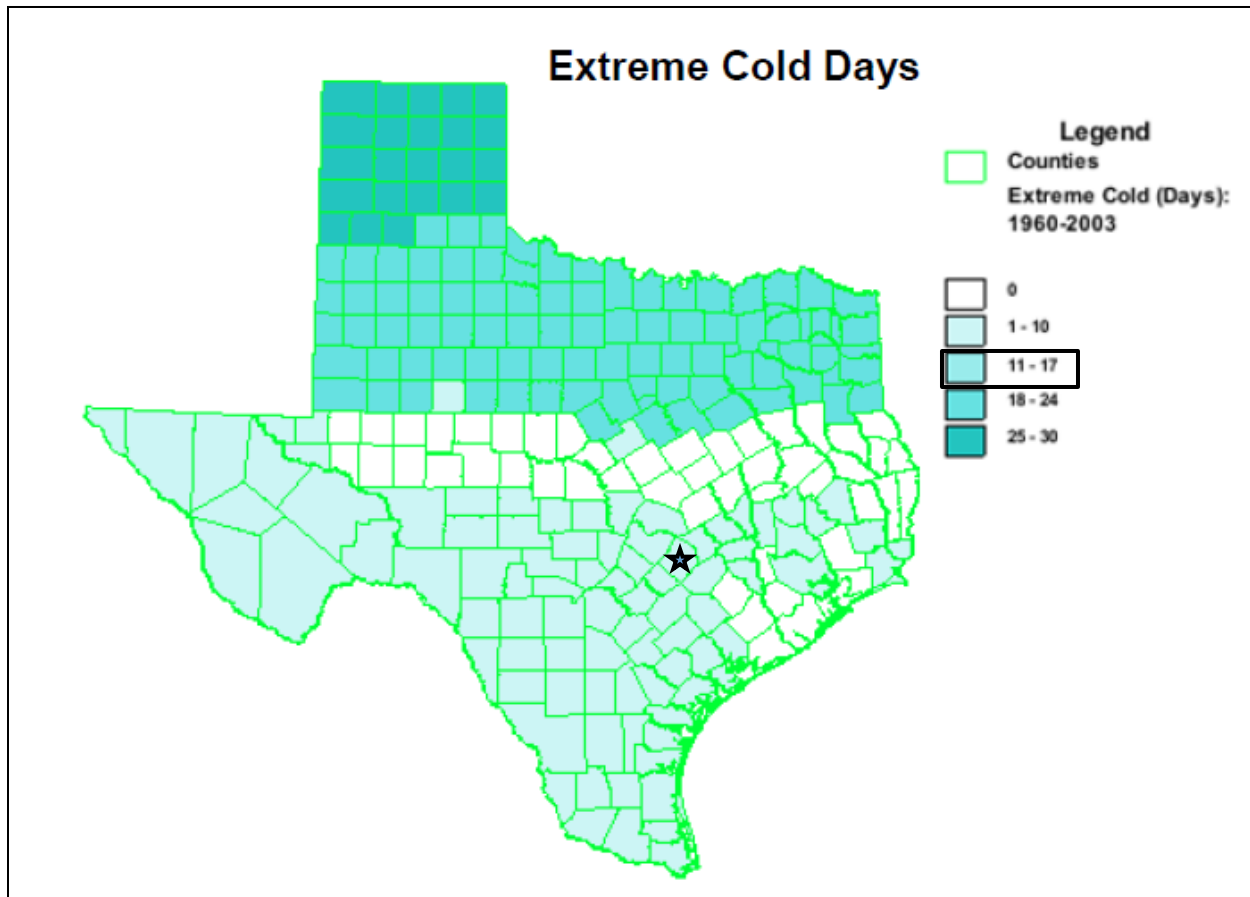 Extreme Cold Days
Legend
Counties
Extreme Cold (Days):
1960-2003
0
1 - 10
11 - 17
18 - 24
25 - 30